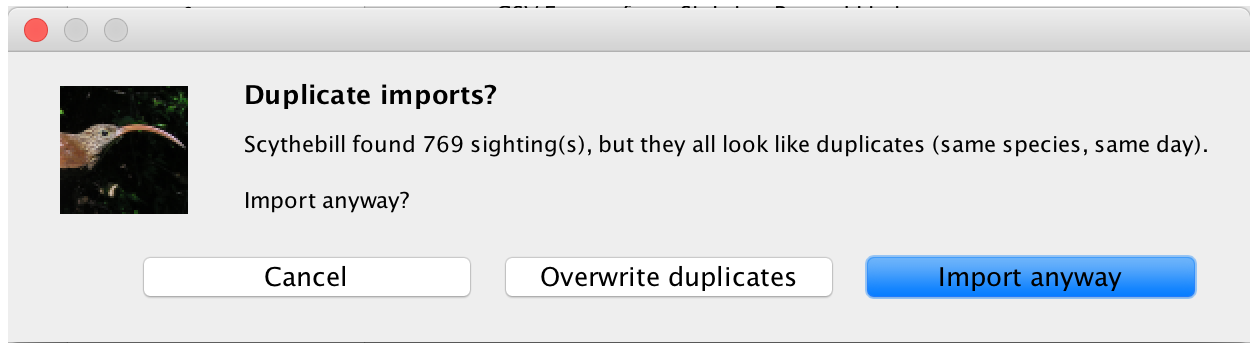 Duplicate imports?
Scythebill found 769 sighting(s), but they all look like duplicates (same species, same day).
Import anyway?
Cancel
Overwrite duplicates
Import anyway